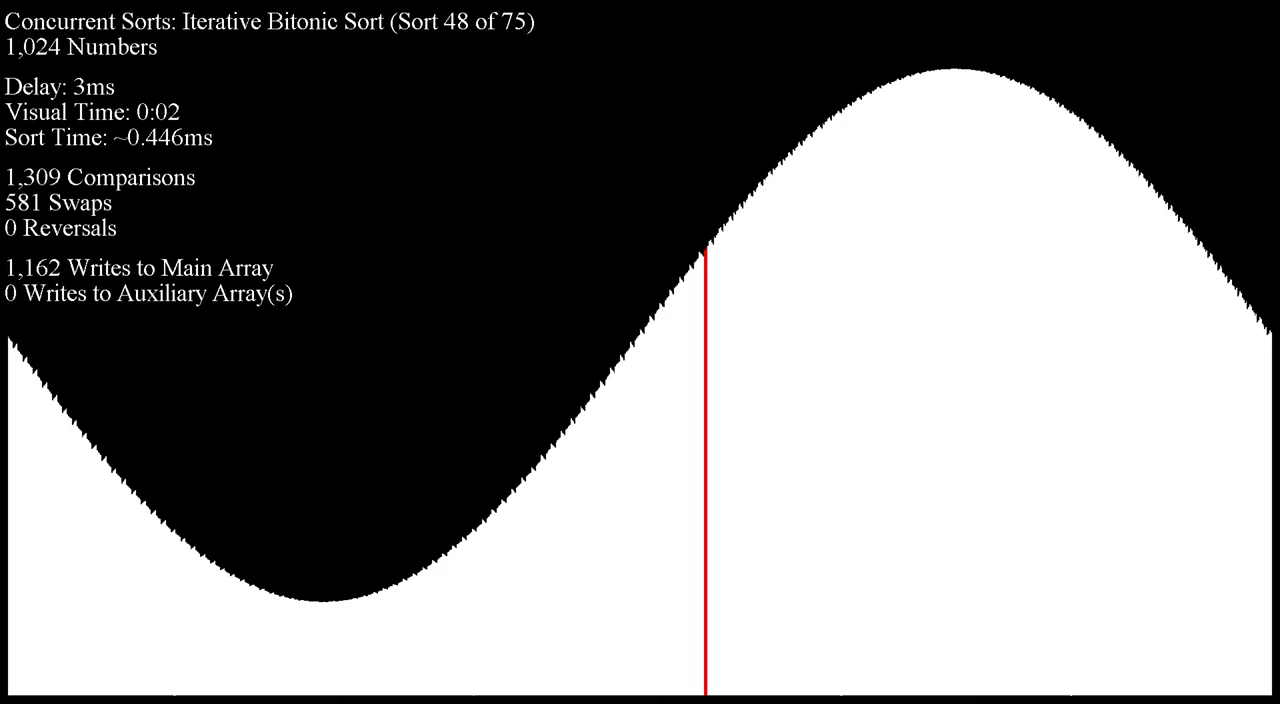 Concurrent Sorts: Iterative Bitonic Sort (Sort 48 of 75)
1,024 Numbers
Delay: 3ms
Visual Time: 0:02
Sort Time: ~0.446ms
1,309 Comparisons
581 Swaps
0 Reversals
1,162 Writes to Main Array
0 Writes to Auxiliary Array(s)